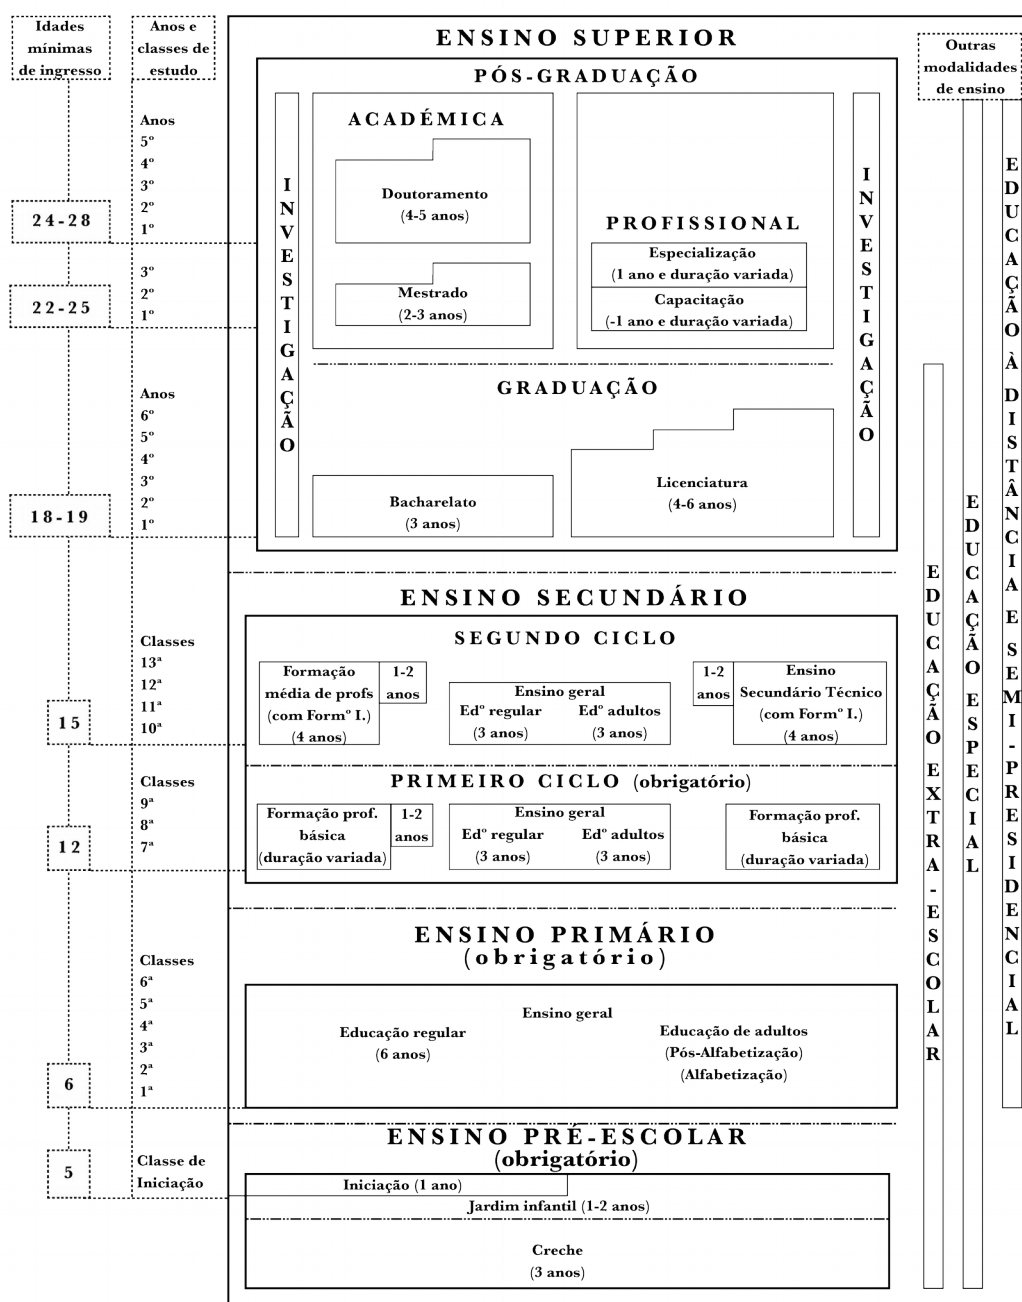 Idades
mínimas
de ingresso
Anos e
classes de
estudo
ENSINO SUPERIOR
Outras
modalidades
de ensino
PÓS-GRADUAÇÃO
Anos
5º
4º
3º
2º
1º
24-28
3º
2º
1º
22-25
INVESTIGAÇÃO
ACADÉMICA
Doutoramento
(4-5 anos)
Mestrado
(2-3 anos)
PROFISSIONAL
Especialização
(1 ano e duração variada)
Capacitação
(-1 ano e duração variada)
INVESTIGAÇÃO
GRADUAÇÃO
Anos
6º
5º
4º
3º
2º
1º
18-19
Bacharelato
(3 anos)
Licenciatura
(4-6 anos)
ENSINO SECUNDÁRIO
SEGUNDO CICLO
Classes
13ª
12ª
11ª
10ª
15
Formação
média de profs
(com Formº I.)
(4 anos)
1-2
anos
Ensino geral
Edº regular
(3 anos)
Edº adultos
(3 anos)
1-2
anos
Ensino
Secundário Técnico
(com Formº I.)
(4 anos)
PRIMEIRO CICLO (obrigatório)
Classes
9ª
8ª
7ª
12
Formação prof.
básica
(duração variada)
1-2
anos
Ensino geral
Edº regular
(3 anos)
Edº adultos
(3 anos)
Formação prof.
básica
(duração variada)
ENSINO PRIMÁRIO
(obrigatório)
Classes
6ª
5ª
4ª
3ª
2ª
1ª
6
Ensino geral
Educação regular
(6 anos)
Educação de adultos
(Pós-Alfabetização)
(Alfabetização)
ENSINO PRÉ-ESCOLAR
(obrigatório)
5
Classe de
Iniciação
Iniciação (1 ano)
Jardim infantil (1-2 anos)
Creche
(3 anos)
EDUCAÇÃO EXTRA-ESCOLAR
EDUCAÇÃO ESPECIAL
EDUCAÇÃO À DISTÂNCIA E SEMI-PRESIDENCIAL